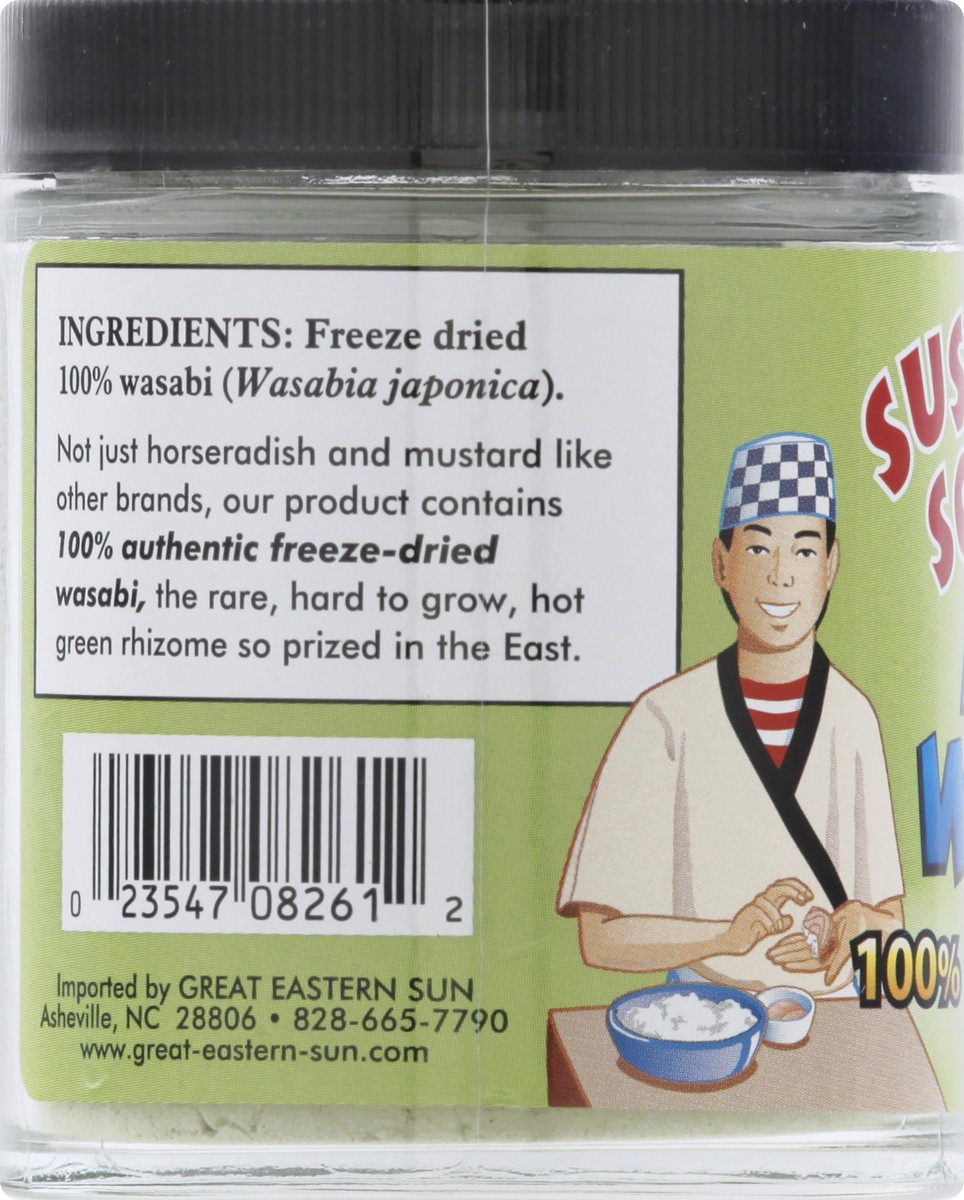 INGREDIENTS: Freeze dried
100% wasabi (Wasabia japonica).
Not just horseradish and mustard like
other brands, our product contains
100% authentic freeze-dried
wasabi, the rare, hard to grow, hot
green rhizome so prized in the East.
0 23547 08261 2
Imported by GREAT EASTERN SUN
Asheville, NC 28806 • 828-665-7790
www.great-eastern-sun.com
100%